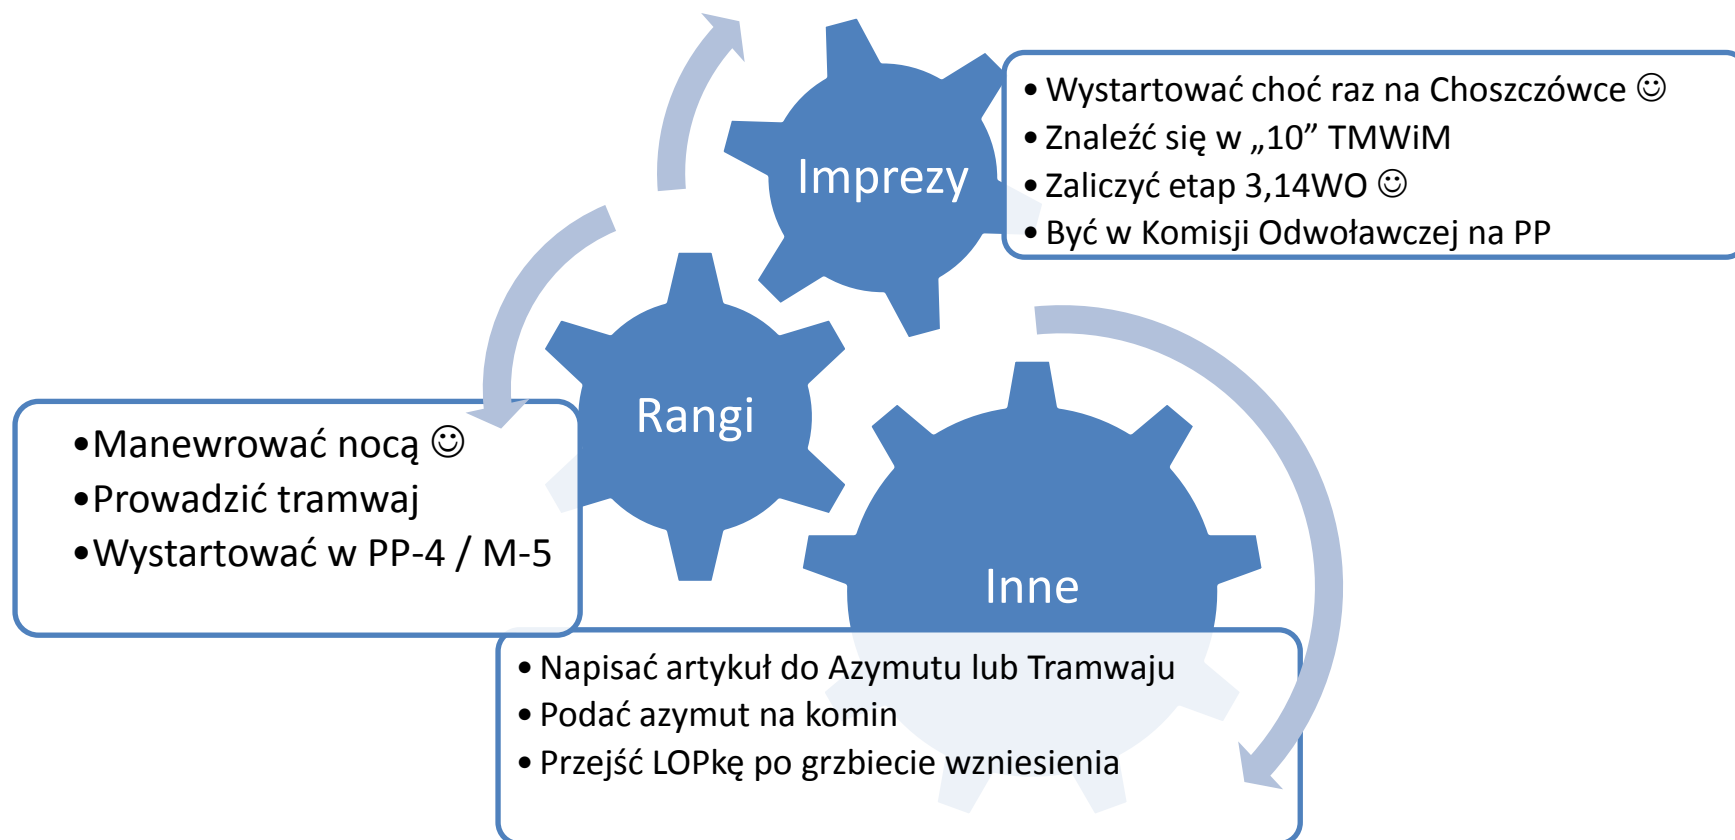 Imprezy
• Wystartować choć raz na Choszczówce ☺
• Znaleźć się w „10” TMWiM
• Zaliczyć etap 3,14WO ☺
• Być w Komisji Odwoławczej na PP
Rangi
• Manewrować nocą ☺
• Prowadzić tramwaj
• Wystartować w PP-4 / M-5
Inne
• Napisać artykuł do Azymutu lub Tramwaju
• Podać azymut na komin
• Przejść LOPkę po grzbiecie wzniesienia